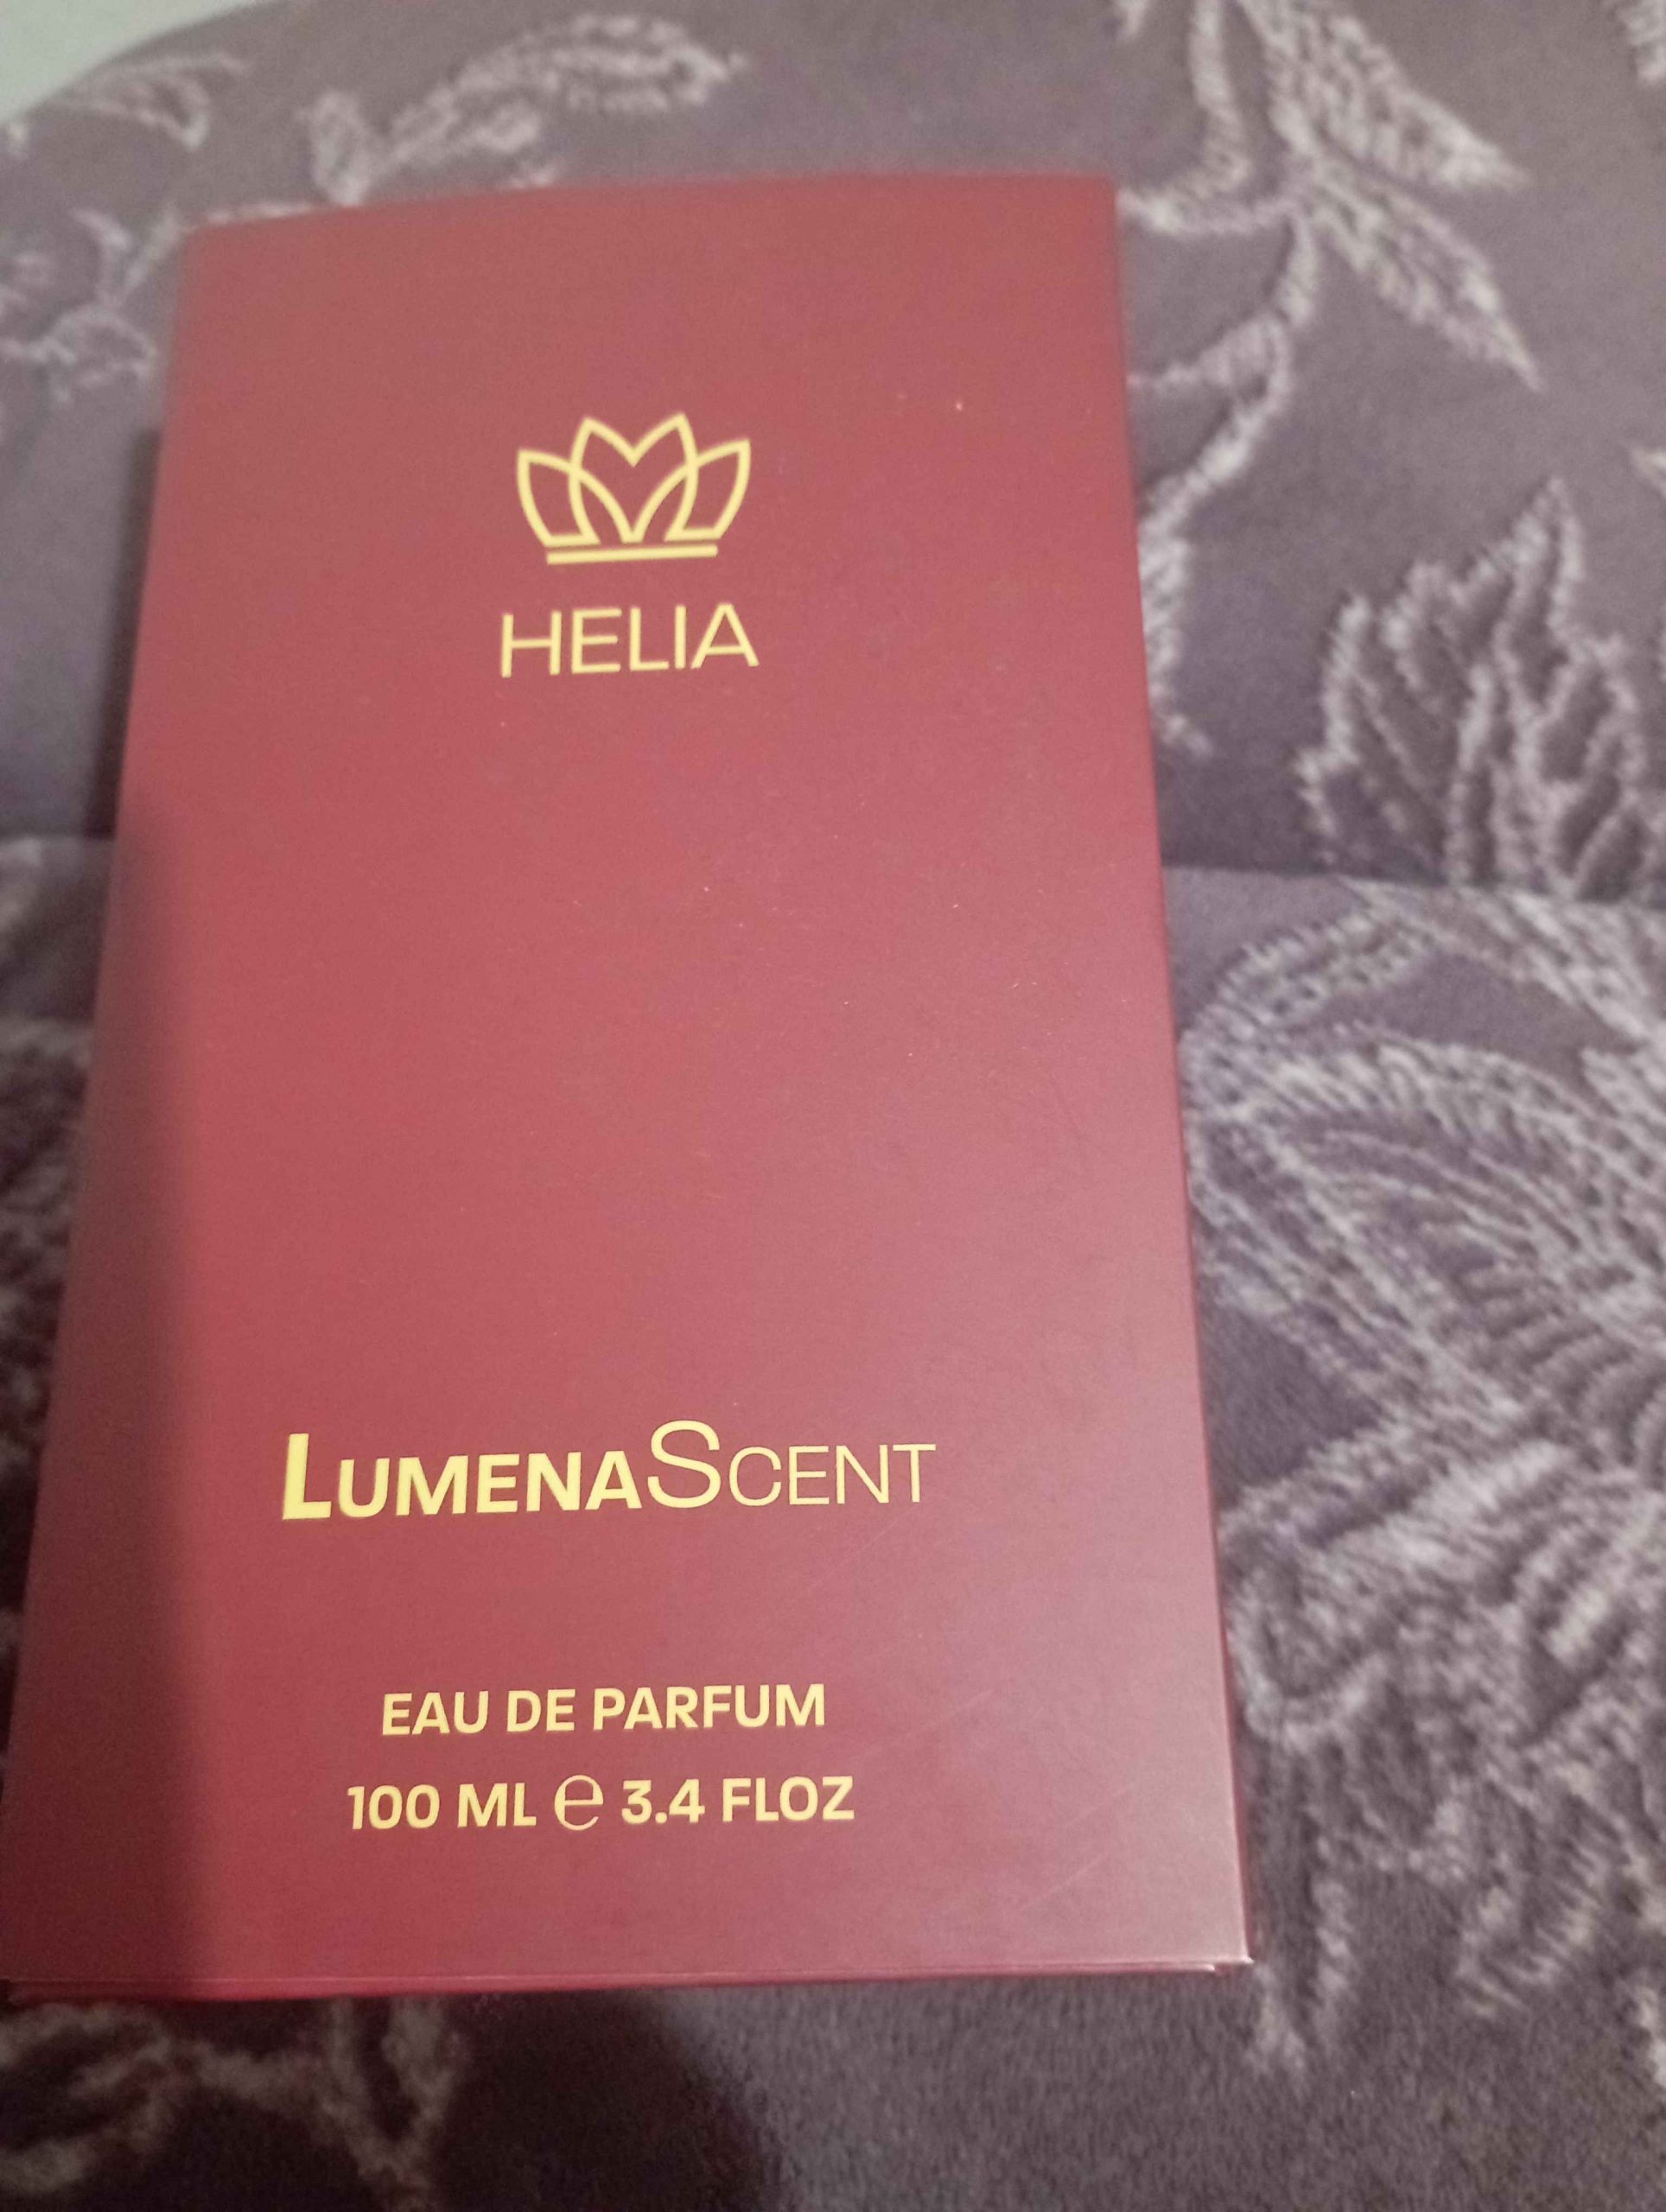 HELIA
LUMENASCENT
EAU DE PARFUM
100 ML ℮ 3.4 FLOZ